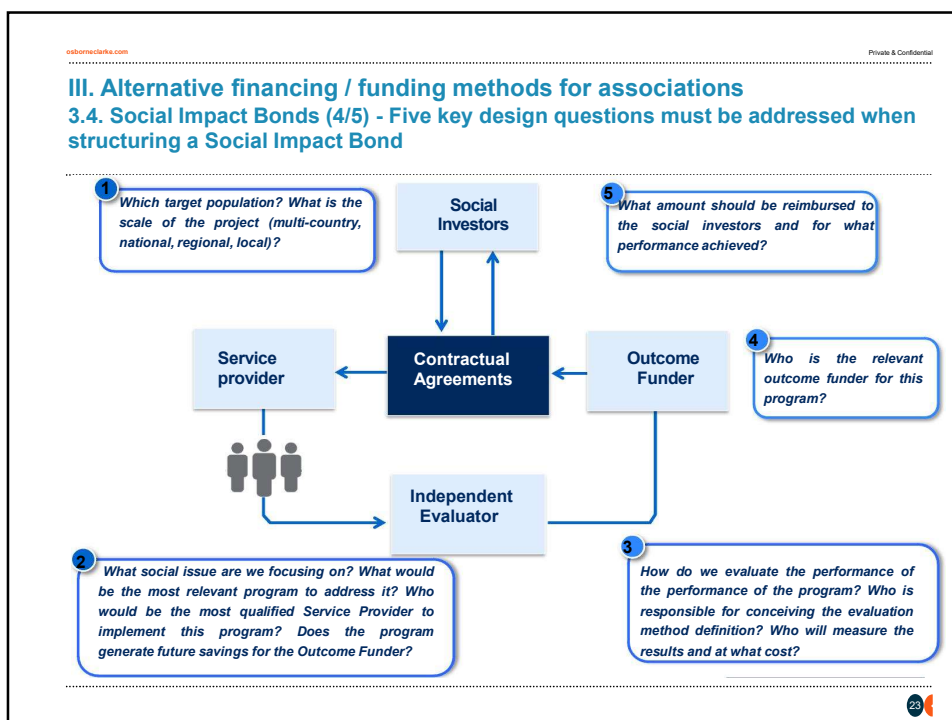 osborneclarke.com
Private & Confidential
III. Alternative financing / funding methods for associations
3.4. Social Impact Bonds (4/5) - Five key design questions must be addressed when
structuring a Social Impact Bond
1
Which target population? What is the
scale of the project (multi-country,
national, regional, local)?
Social
Investors
5
What amount should be reimbursed to
the social investors and for what
performance achieved?
Service
provider
Contractual
Agreements
Outcome
Funder
4
Who is the relevant
outcome funder for this
program?
Independent
Evaluator
2
What social issue are we focusing on? What would
be the most relevant program to address it? Who
would be the most qualified Service Provider to
implement this program? Does the program
generate future savings for the Outcome Funder?
3
How do we evaluate the performance of
the performance of the program? Who is
responsible for conceiving the evaluation
method definition? Who will measure the
results and at what cost?
23